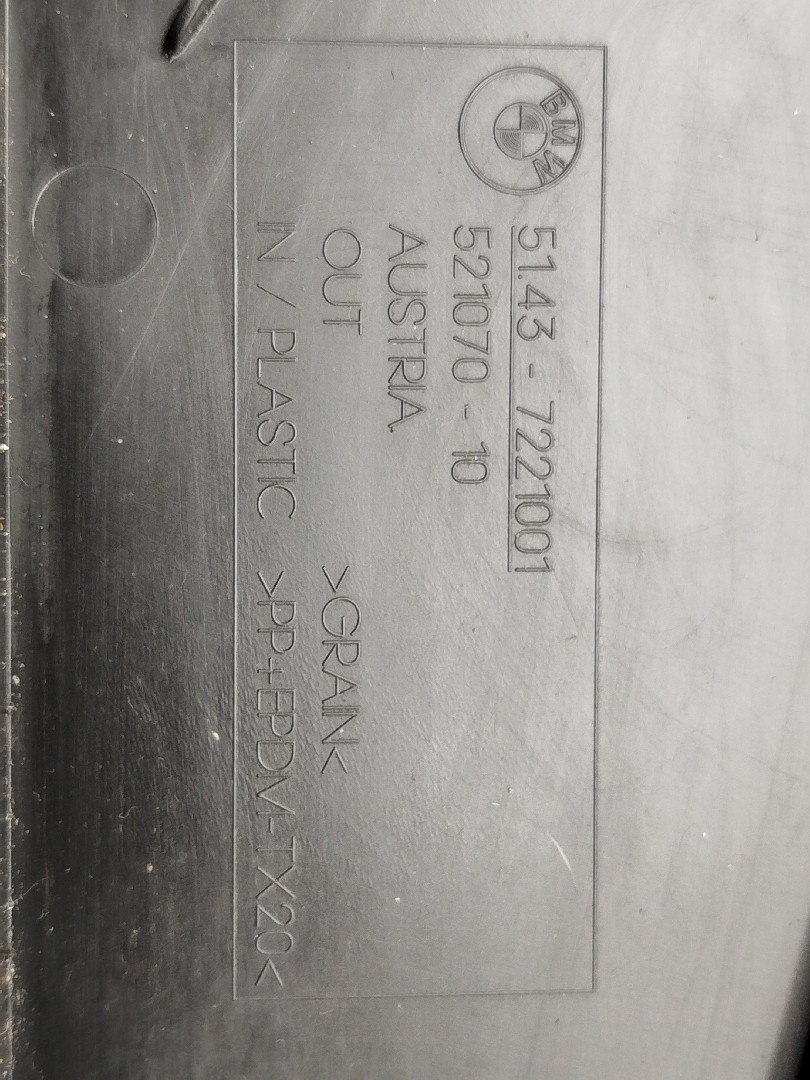 BMW
51.43 - 7221001
521070 - 10
AUSTRIA
OUT >GRAIN<
IN / PLASTIC >PP+EPDM-TX20<